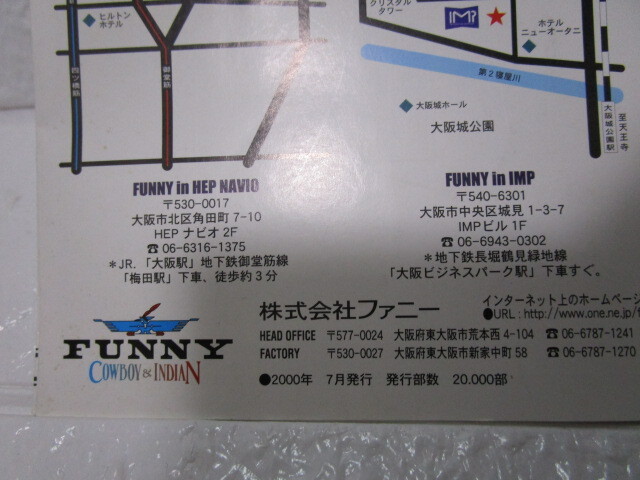 ヒルトン
ホテル
四ツ橋筋
御堂筋
クリスタル
タワー
IMP
ホテル
ニューオータニ
第2寝屋川
大阪城ホール
大阪城公園
大阪城公園駅
至天王寺
FUNNY in HEP NAVIO
〒530-0017
大阪市北区角田町 7-10
HEP ナビオ 2F
☎ 06-6316-1375
＊JR.「大阪駅」地下鉄御堂筋線
「梅田駅」下車、徒歩約3分
FUNNY in IMP
〒540-6301
大阪市中央区城見 1-3-7
IMPビル 1F
☎ 06-6943-0302
＊地下鉄長堀鶴見緑地線
「大阪ビジネスパーク駅」下車すぐ。
FUNNY
COWBOY & INDIAN
株式会社ファニー
インターネット上のホームページ
●URL: http://www.one.ne.jp/f
HEAD OFFICE 〒577-0024 大阪府東大阪市荒本西 4-104 ☎ 06-6787-1241
FACTORY 〒530-0027 大阪府東大阪市新家中町 58 ☎ 06-6787-1270
●2000年 7月発行 発行部数 20.000部